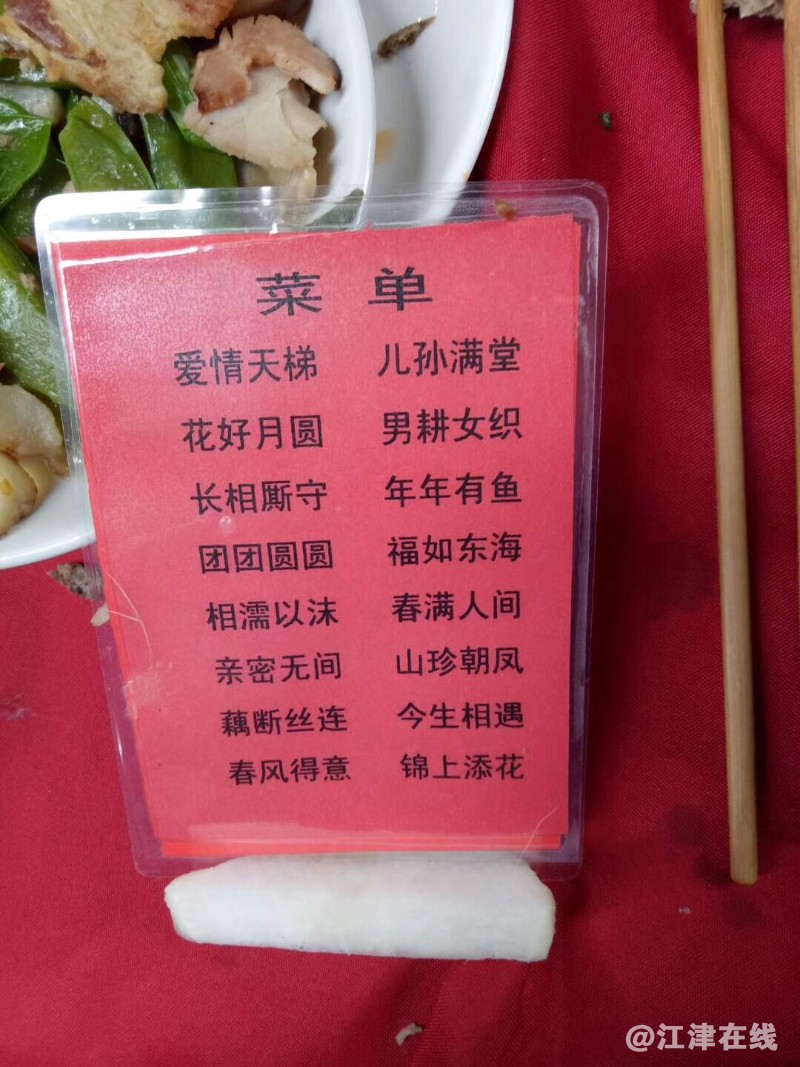 菜 单
爱情天梯 儿孙满堂
花好月圆 男耕女织
长相厮守 年年有鱼
团团圆圆 福如东海
相濡以沫 春满人间
亲密无间 山珍朝凤
藕断丝连 今生相遇
春风得意 锦上添花
@江津在线